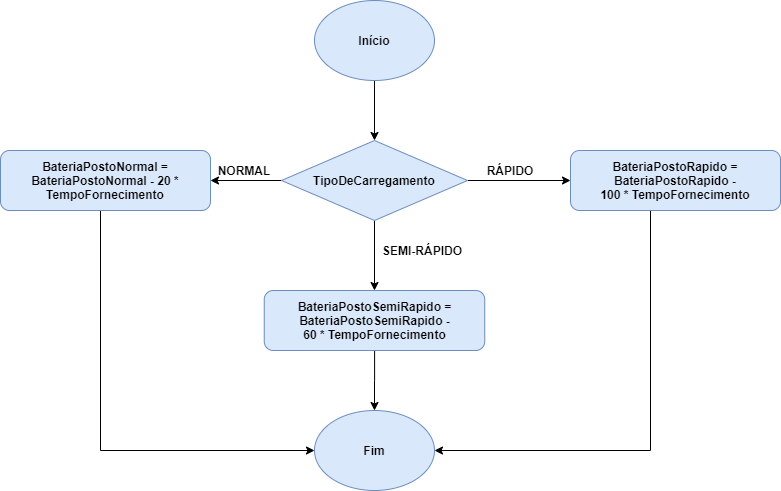 Início
BateriaPostoNormal =
BateriaPostoNormal - 20 *
TempoFornecimento
NORMAL
TipoDeCarregamento
RÁPIDO
BateriaPostoRapido =
BateriaPostoRapido -
100 * TempoFornecimento
SEMI-RÁPIDO
BateriaPostoSemiRapido =
BateriaPostoSemiRapido -
60 * TempoFornecimento
Fim